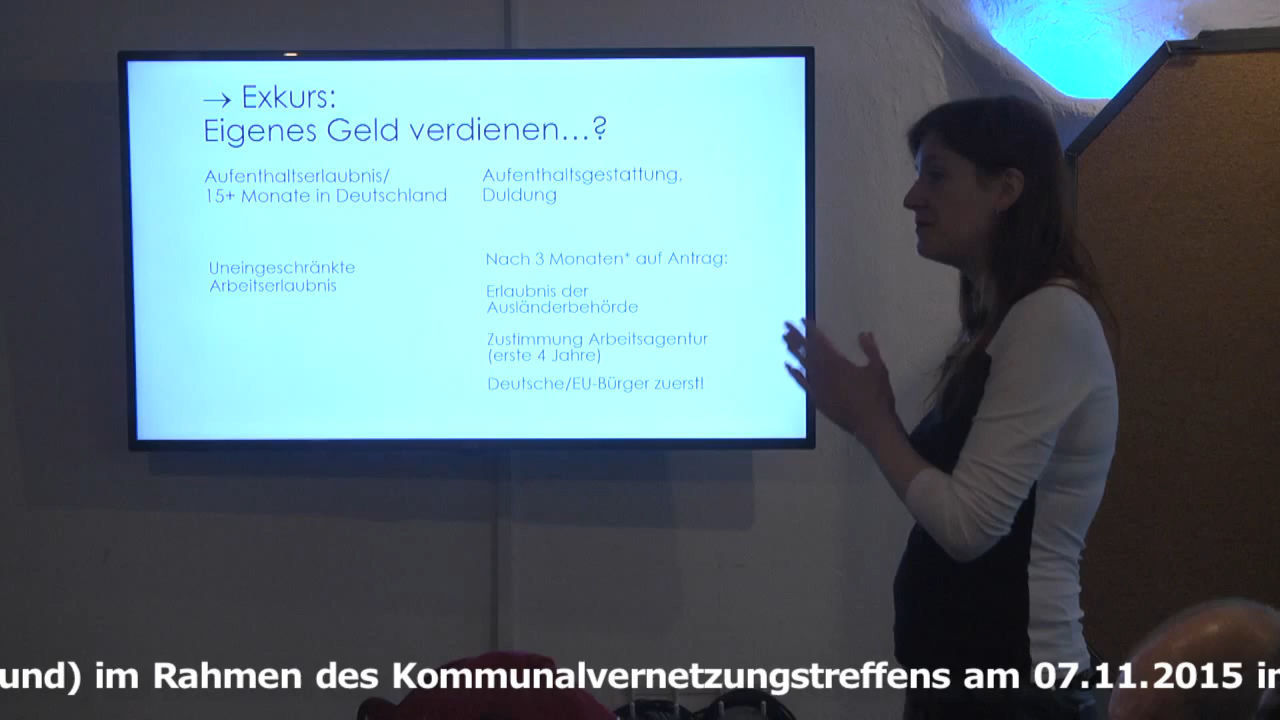 → Exkurs:
Eigenes Geld verdienen...?
Aufenthaltserlaubnis/
15+ Monate in Deutschland
Uneingeschränkte
Arbeitserlaubnis
Aufenthaltsgestattung,
Duldung
Nach 3 Monaten* auf Antrag:
Erlaubnis der
Ausländerbehörde
Zustimmung Arbeitsagentur
(erste 4 Jahre)
Deutsche/EU-Bürger zuerst!
und) im Rahmen des Kommunalvernetzungstreffens am 07.11.2015 in